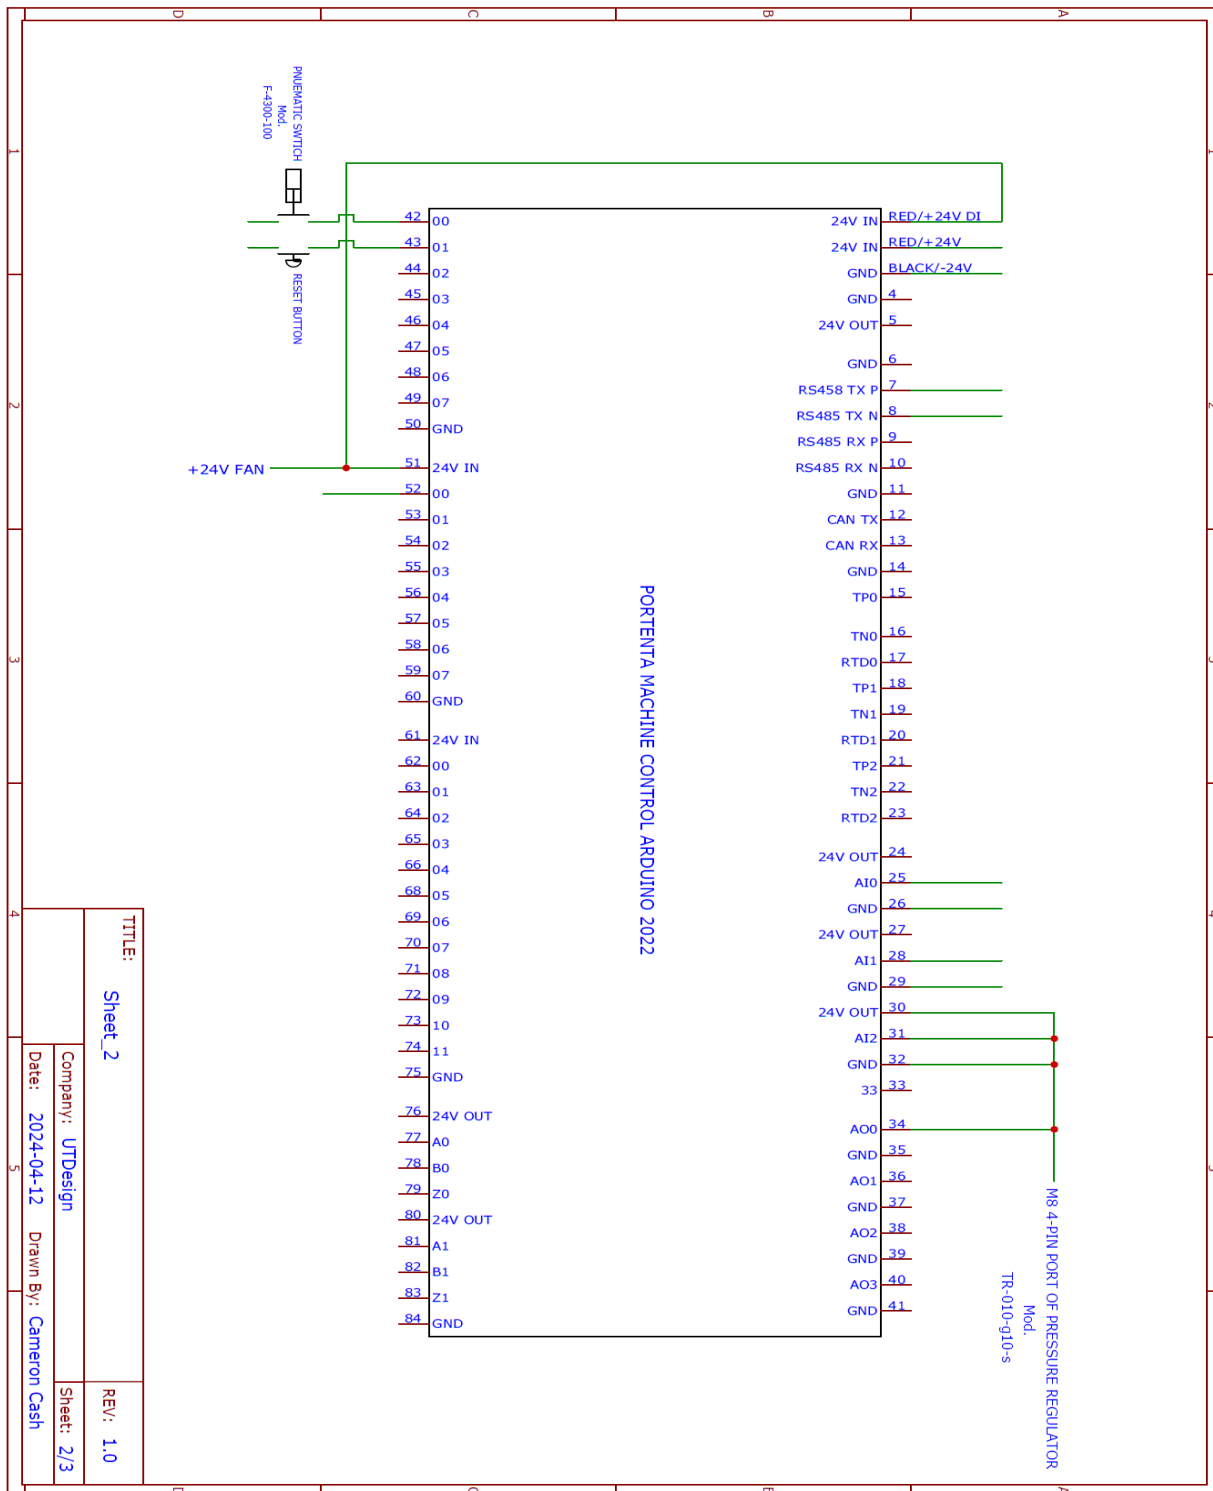 D
C
B
A
1
2
3
4
5
PNUEMATIC SWTICH
Mod.
F-4300-100
RESET BUTTON
+24V FAN
42 00
43 01
44 02
45 03
46 04
47 05
48 06
49 07
50 GND
51 24V IN
52 00
53 01
54 02
55 03
56 04
57 05
58 06
59 07
60 GND
61 24V IN
62 00
63 01
64 02
65 03
66 04
68 05
69 06
70 07
71 08
72 09
73 10
74 11
75 GND
76 24V OUT
77 A0
78 B0
79 Z0
80 24V OUT
81 A1
82 B1
83 Z1
84 GND
PORTENTA MACHINE CONTROL ARDUINO 2022
24V IN RED/+24V DI
24V IN RED/+24V
GND BLACK/-24V
GND 4
24V OUT 5
GND 6
RS458 TX P 7
RS485 TX N 8
RS485 RX P 9
RS485 RX N 10
GND 11
CAN TX 12
CAN RX 13
GND 14
TP0 15
TN0 16
RTD0 17
TP1 18
TN1 19
RTD1 20
TP2 21
TN2 22
RTD2 23
24V OUT 24
AI0 25
GND 26
24V OUT 27
AI1 28
GND 29
24V OUT 30
AI2 31
GND 32
33 33
AO0 34
GND 35
AO1 36
GND 37
AO2 38
GND 39
AO3 40
GND 41
M8 4-PIN PORT OF PRESSURE REGULATOR
Mod.
TR-010-g10-s
TITLE:
Sheet_2
REV: 1.0
Company: UTDesign
Sheet: 2/3
Date: 2024-04-12 Drawn By: Cameron Cash